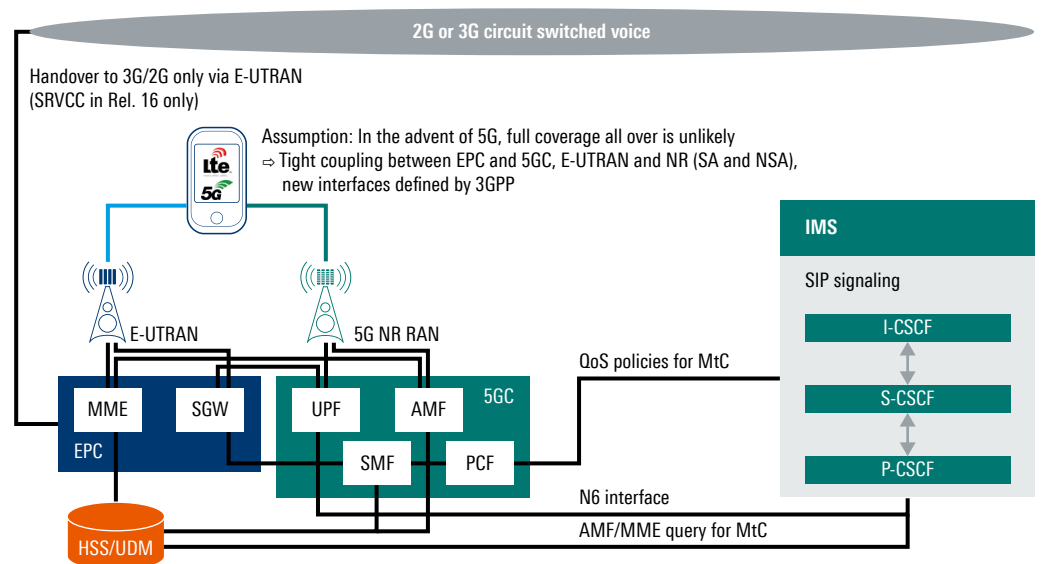 2G or 3G circuit switched voice
Handover to 3G/2G only via E-UTRAN
(SRVCC in Rel. 16 only)
Assumption: In the advent of 5G, full coverage all over is unlikely
⇨ Tight coupling between EPC and 5GC, E-UTRAN and NR (SA and NSA),
new interfaces defined by 3GPP
lte
5G
IMS
SIP signaling
I-CSCF
S-CSCF
P-CSCF
E-UTRAN
5G NR RAN
QoS policies for MtC
MME
SGW
UPF
AMF
5GC
EPC
SMF
PCF
N6 interface
AMF/MME query for MtC
HSS/UDM